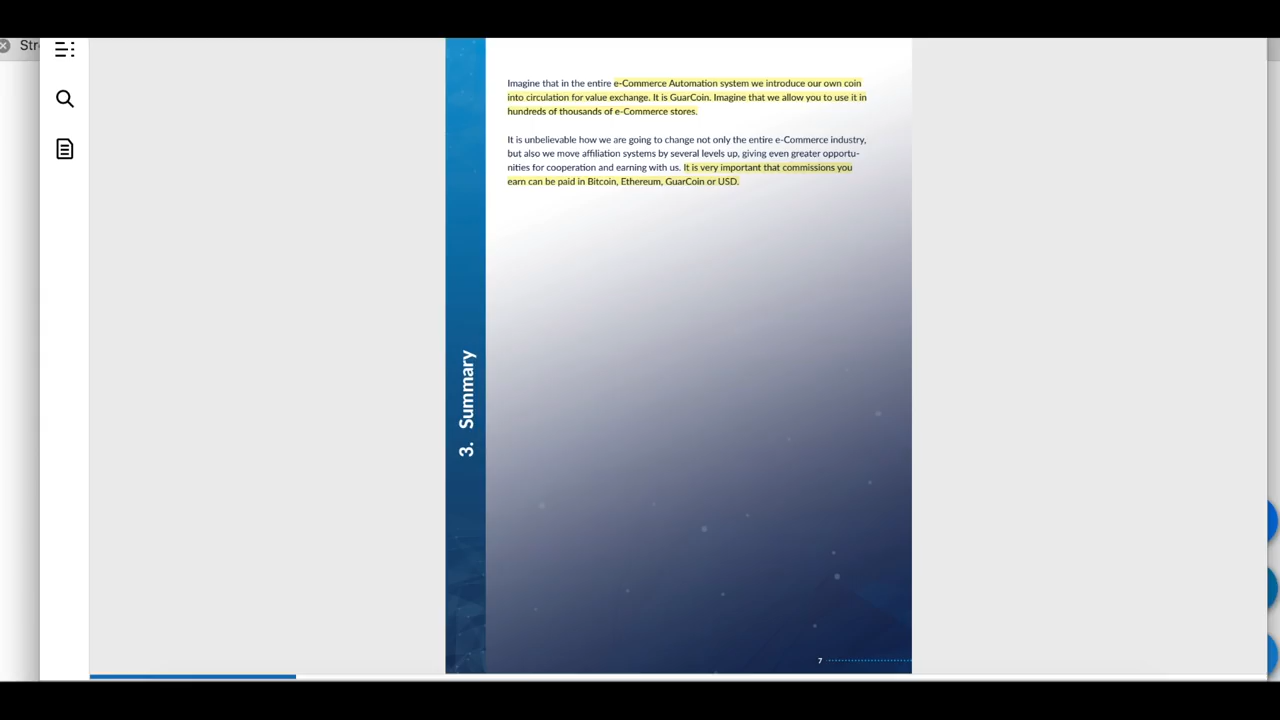 Str
Imagine that in the entire e-Commerce Automation system we introduce our own coin
into circulation for value exchange. It is GuarCoin. Imagine that we allow you to use it in
hundreds of thousands of e-Commerce stores.
It is unbelievable how we are going to change not only the entire e-Commerce industry,
but also we move affiliation systems by several levels up, giving even greater opportu-
nities for cooperation and earning with us. It is very important that commissions you
earn can be paid in Bitcoin, Ethereum, GuarCoin or USD.
3. Summary
7